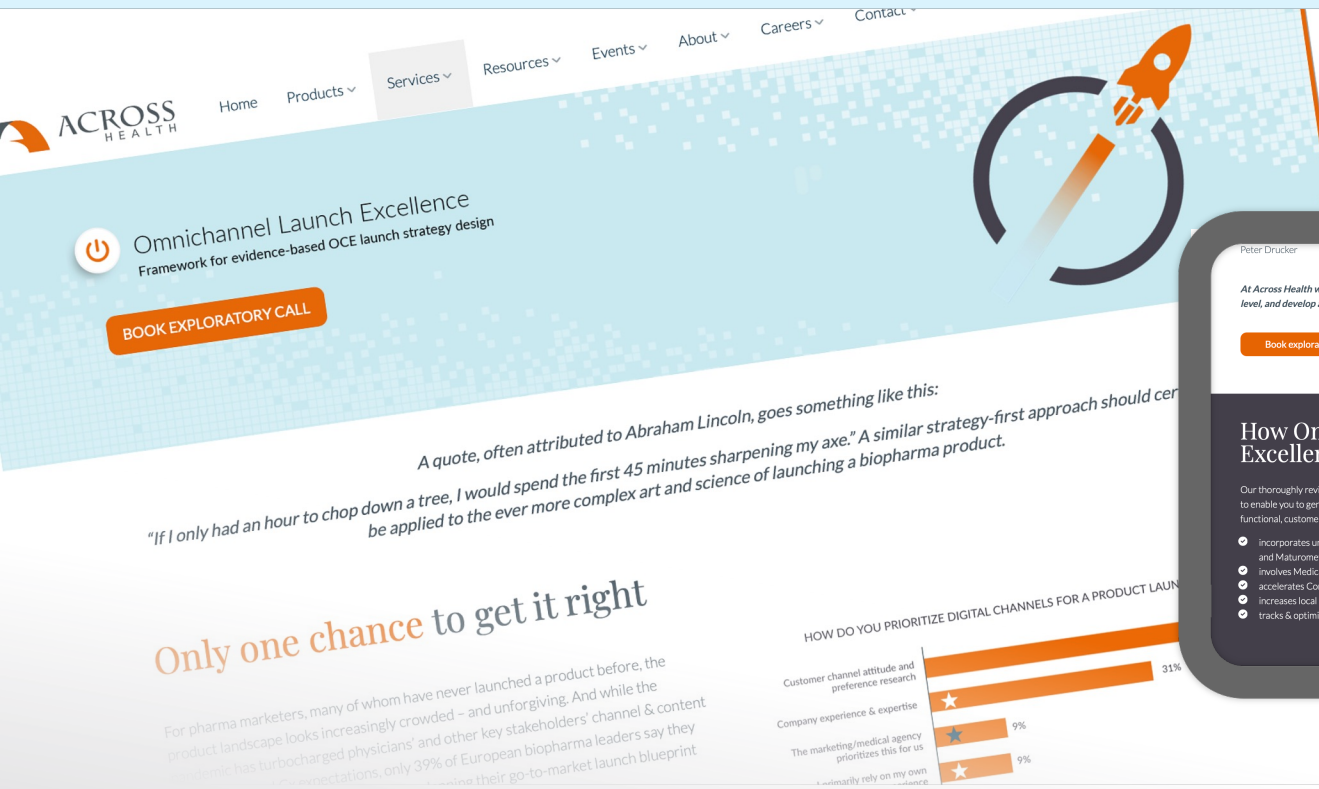 ACROSS
HEALTH
Home
Products
Services
Resources
Events
About
Careers
Contact
Omnichannel Launch Excellence
Framework for evidence-based OCE launch strategy design
BOOK EXPLORATORY CALL
A quote, often attributed to Abraham Lincoln, goes something like this:
"If I only had an hour to chop down a tree, I would spend the first 45 minutes sharpening my axe." A similar strategy-first approach should cer
be applied to the ever more complex art and science of launching a biopharma product.
Only one chance to get it right
For pharma marketers, many of whom have never launched a product before, the
product landscape looks increasingly crowded – and unforgiving. And while the
has turbocharged physicians' and other key stakeholders' channel & content
only 39% of European biopharma leaders say they
their go-to-market launch blueprint
HOW DO YOU PRIORITIZE DIGITAL CHANNELS FOR A PRODUCT LAUN
Customer channel attitude and
preference research
Company experience & expertise
31%
The marketing/medical agency
prioritizes this for us
9%
I primarily rely on my own
9%
Peter Drucker
At Across Health w
level, and develop
Book explora
How On
Excelle
Our thoroughly revi
to enable you to ge
functional, custome
incorporates u
and Maturome
involves Medic
accelerates Co
increases local
tracks & optimi